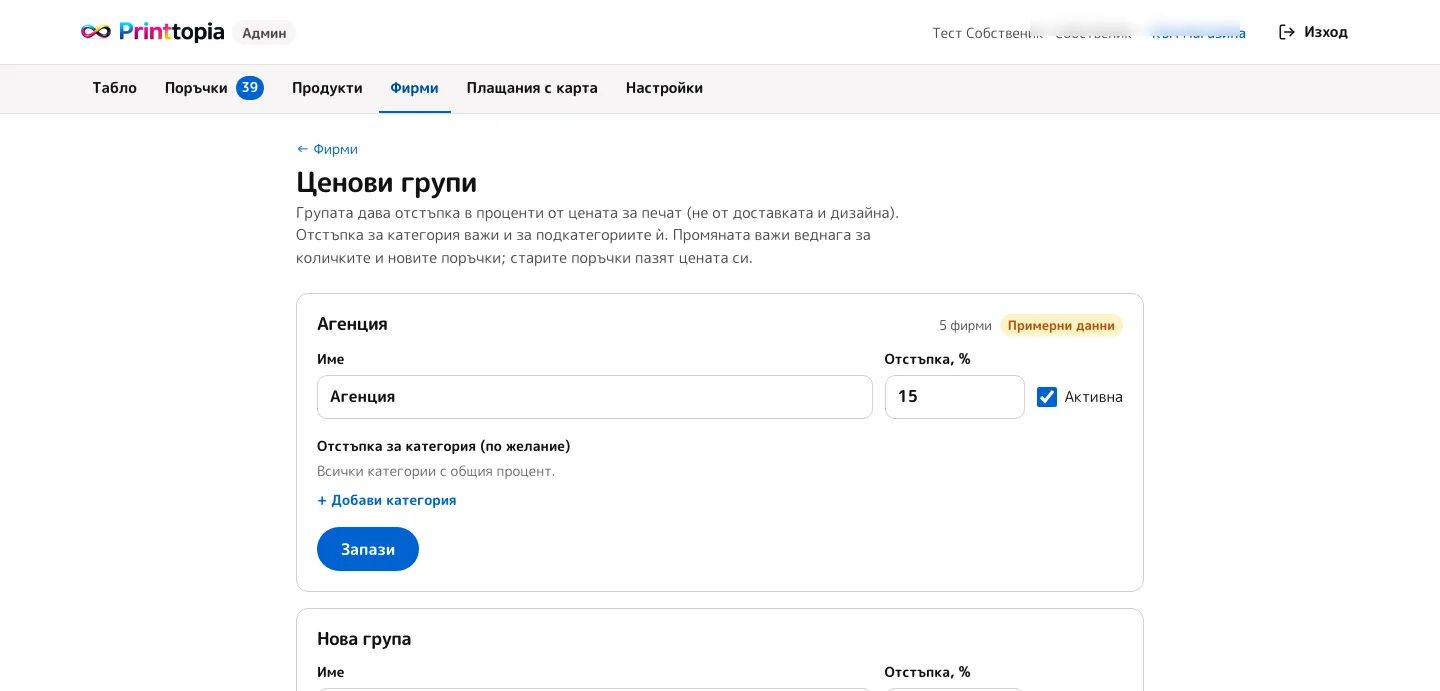 Printtopia Админ
Тест Собственик
Изход
Табло Поръчки 39 Продукти Фирми Плащания с карта Настройки
← Фирми
Ценови групи
Групата дава отстъпка в проценти от цената за печат (не от доставката и дизайна).
Отстъпка за категория важи и за подкатегориите ѝ. Промяната важи веднага за
количките и новите поръчки; старите поръчки пазят цената си.
Агенция
5 фирми Примерни данни
Име Отстъпка, %
Агенция 15 Активна
Отстъпка за категория (по желание)
Всички категории с общия процент.
+ Добави категория
Запази
Нова група
Име Отстъпка, %